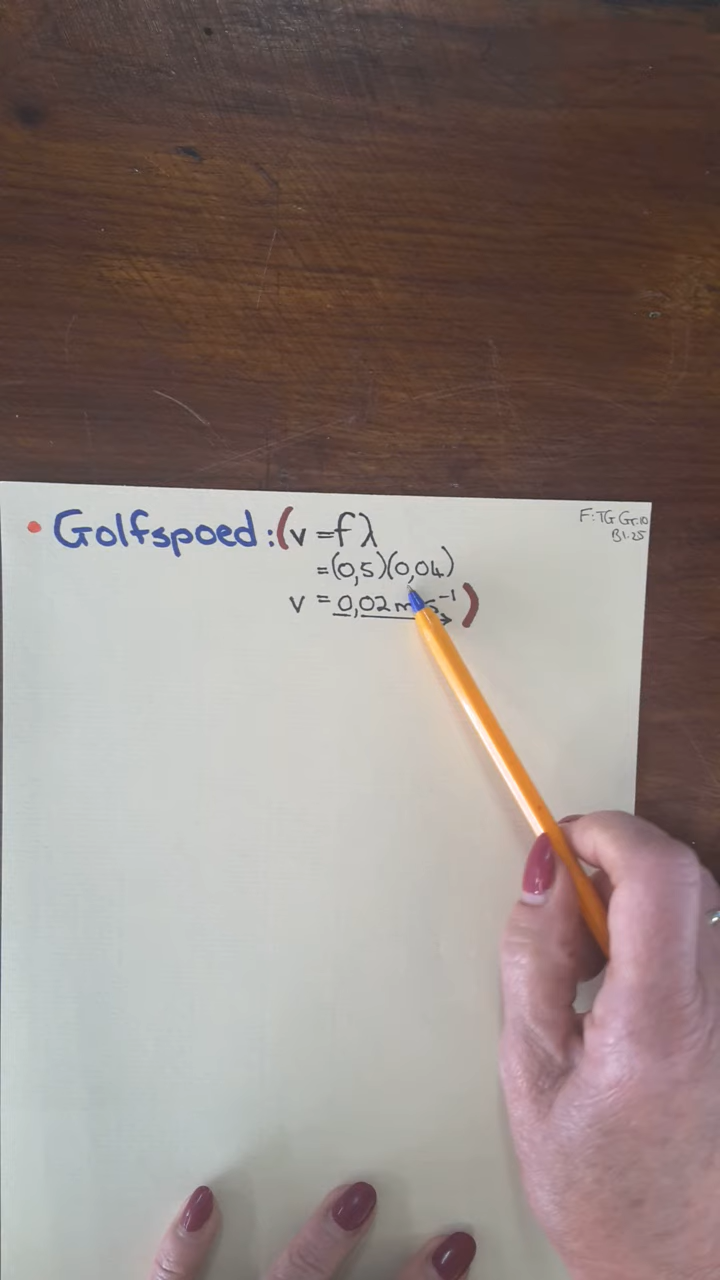 • Golfspoed: (v = fλ
= (0,5)(0,04)
v = 0,02 m·s⁻¹)
F:TG Gr.10
B1.25